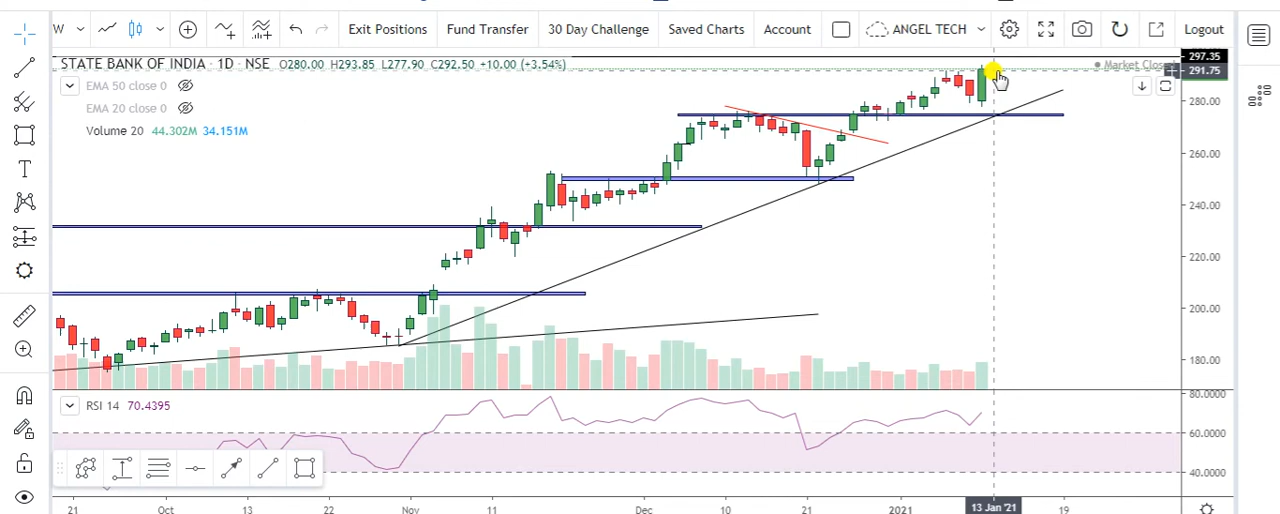 W Exit Positions Fund Transfer 30 Day Challenge Saved Charts Account ANGEL TECH Logout
STATE BANK OF INDIA · 1D · NSE O280.00 H293.85 L277.90 C292.50 +10.00 (+3.54%)
EMA 50 close 0
EMA 20 close 0
Volume 20 44.302M 34.151M
Market Clos
297.35
291.75
280.00
260.00
240.00
220.00
200.00
180.00
RSI 14 70.4395
80.0000
60.0000
40.0000
21 Oct 13 22 Nov 11 Dec 10 21 2021 13 Jan '21 19